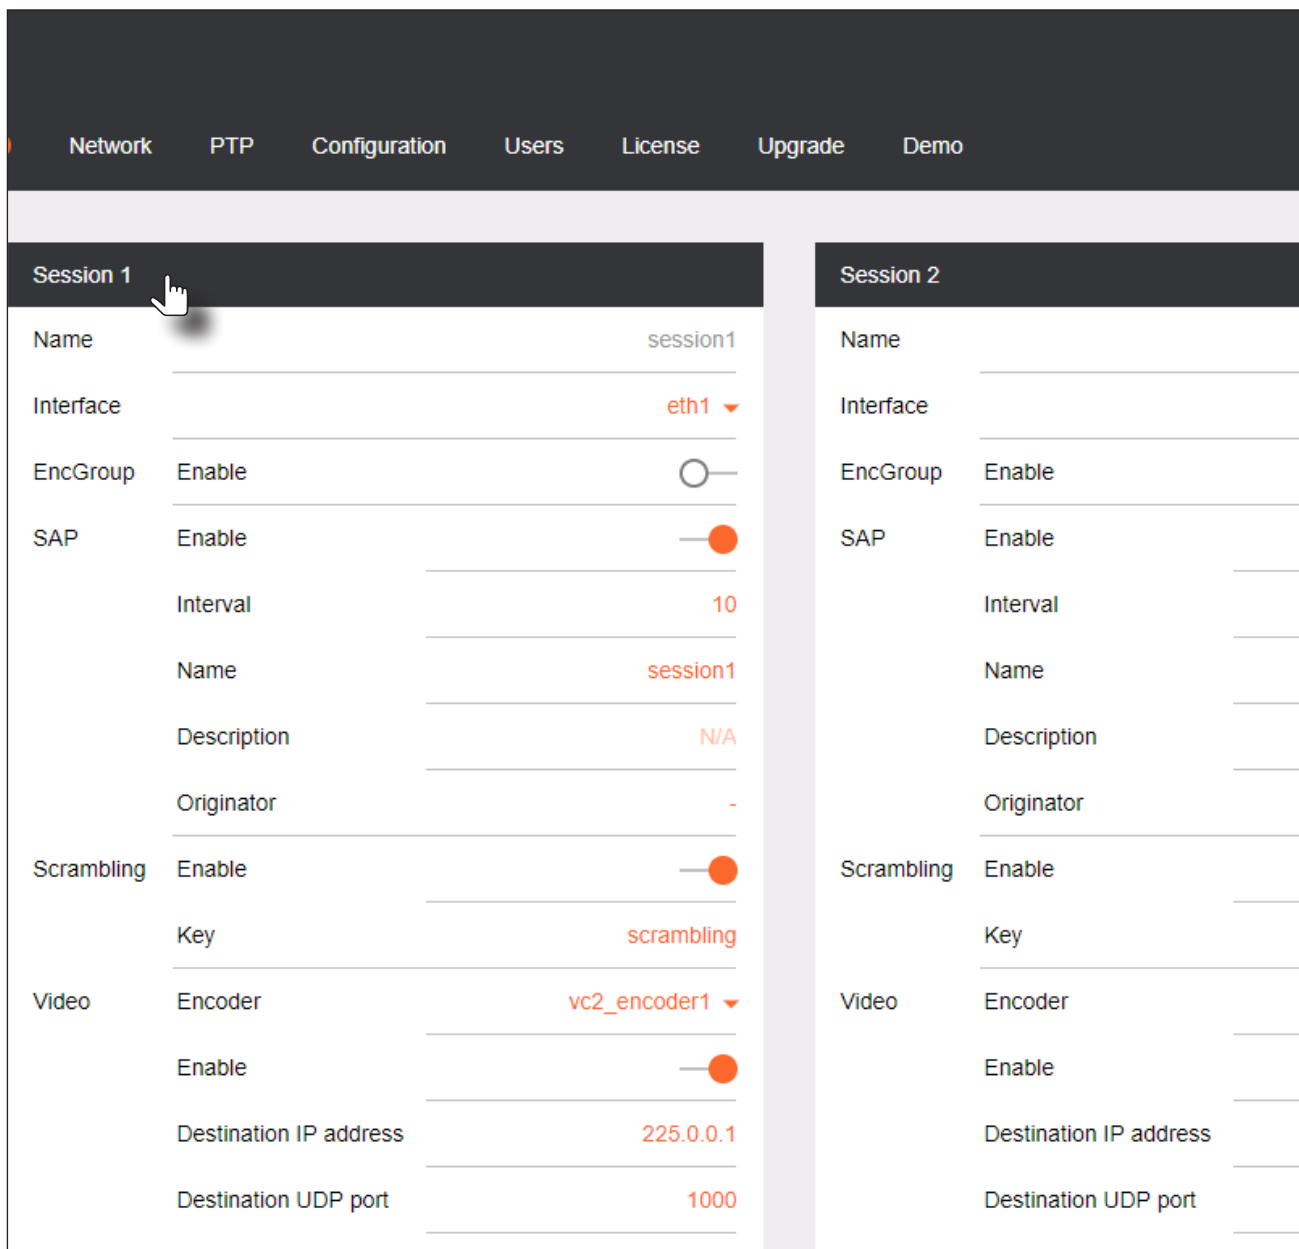 Network PTP Configuration Users License Upgrade Demo
Session 1
Name session1
Interface eth1
EncGroup Enable
SAP Enable
Interval 10
Name session1
Description N/A
Originator -
Scrambling Enable
Key scrambling
Video Encoder vc2_encoder1
Enable
Destination IP address 225.0.0.1
Destination UDP port 1000
Session 2
Name
Interface
EncGroup Enable
SAP Enable
Interval
Name
Description
Originator
Scrambling Enable
Key
Video Encoder
Enable
Destination IP address
Destination UDP port